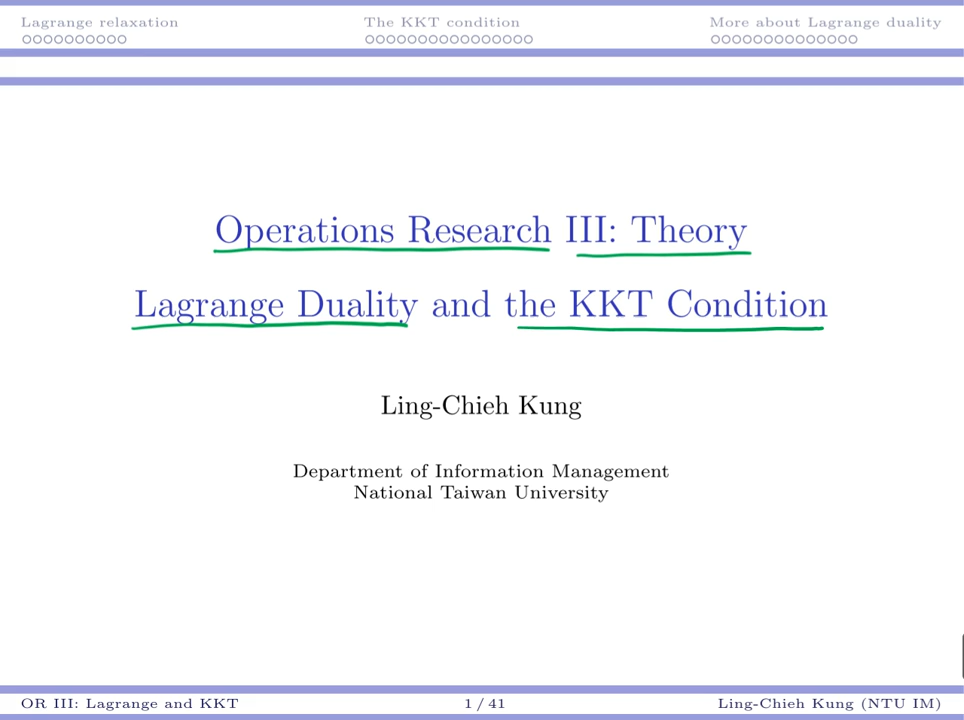 Lagrange relaxation The KKT condition More about Lagrange duality
Operations Research III: Theory
Lagrange Duality and the KKT Condition
Ling-Chieh Kung
Department of Information Management
National Taiwan University
OR III: Lagrange and KKT 1 / 41 Ling-Chieh Kung (NTU IM)